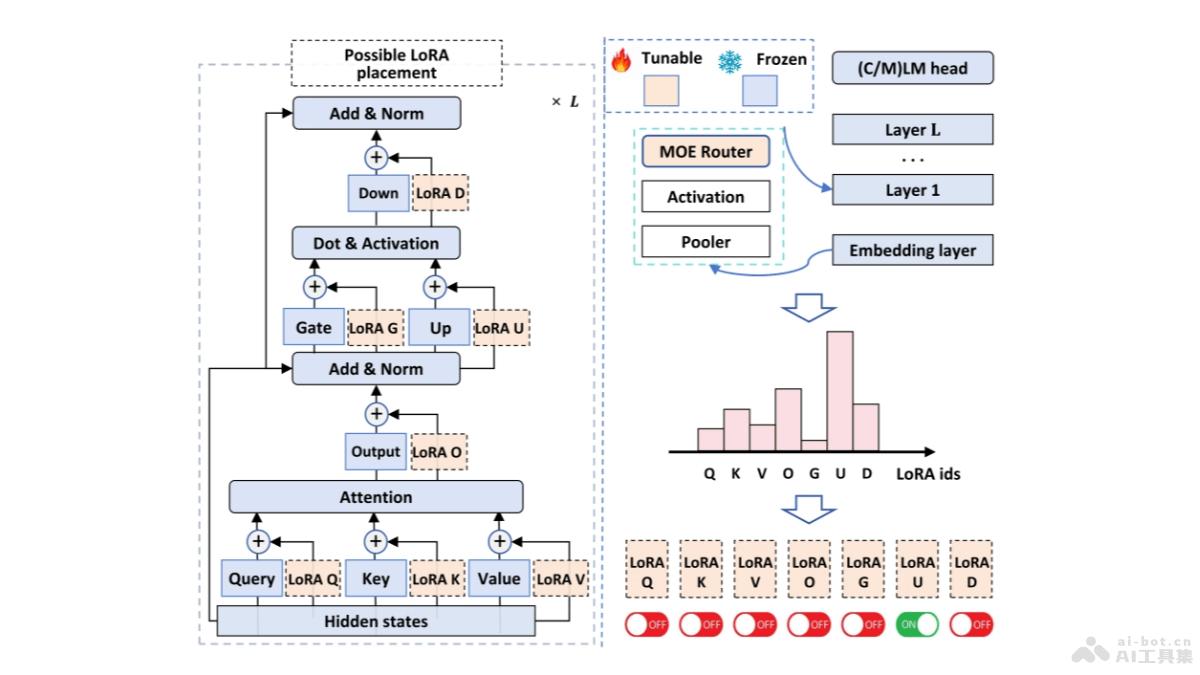 Possible LoRA
placement
× L
Add & Norm
Down
LoRA D
Dot & Activation
Gate
LoRA G
Up
LoRA U
Add & Norm
Output
LoRA O
Attention
Query
LoRA Q
Key
LoRA K
Value
LoRA V
Hidden states
Tunable
Frozen
(C/M)LM head
MOE Router
Activation
Pooler
Layer L
...
Layer 1
Embedding layer
Q K V O G U D LoRA ids
LoRA
Q
LoRA
K
LoRA
V
LoRA
O
LoRA
G
LoRA
U
LoRA
D
OFF
OFF
OFF
OFF
OFF
ON
OFF
ai-bot.cn
AI工具集